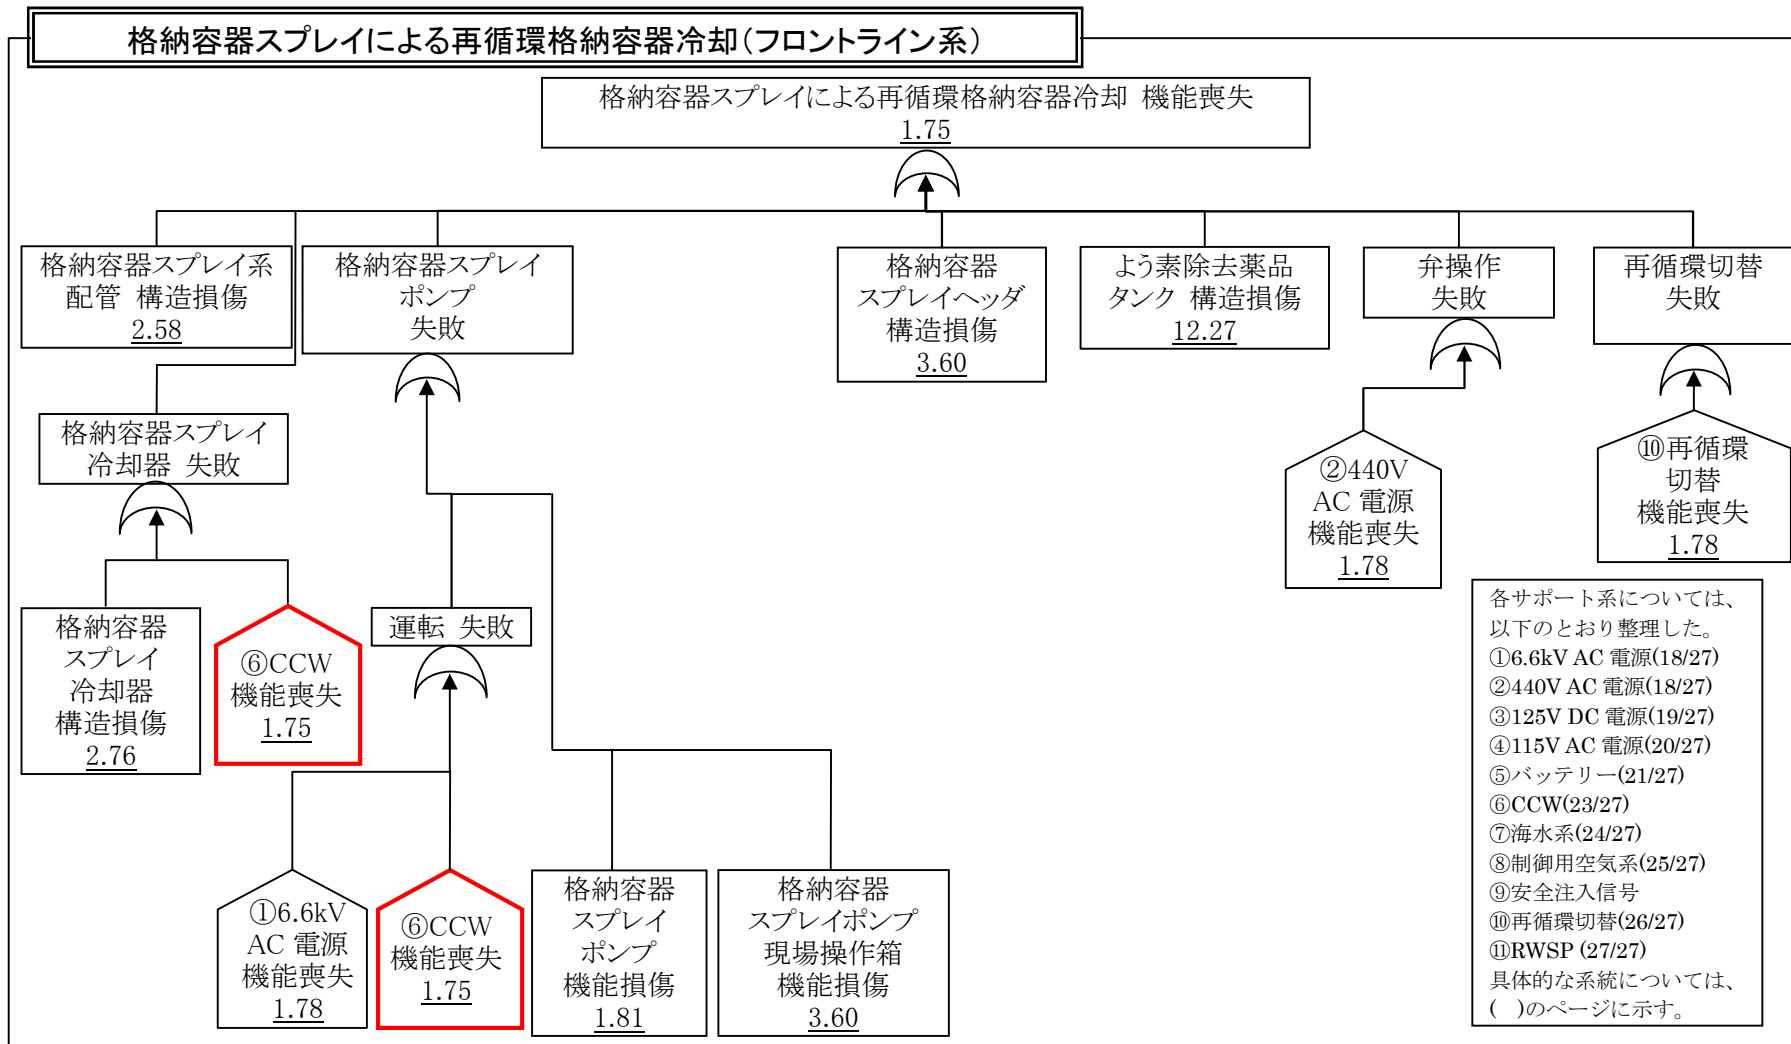 格納容器スプレイによる再循環格納容器冷却(フロントライン系)
格納容器スプレイによる再循環格納容器冷却 機能喪失
1.75
格納容器スプレイ系
配管 構造損傷
2.58
格納容器スプレイ
ポンプ
失敗
格納容器
スプレイヘッダ
構造損傷
3.60
よう素除去薬品
タンク 構造損傷
12.27
弁操作
失敗
再循環切替
失敗
格納容器スプレイ
冷却器 失敗
②440V
AC 電源
機能喪失
1.78
⑩再循環
切替
機能喪失
1.78
格納容器
スプレイ
冷却器
構造損傷
2.76
⑥CCW
機能喪失
1.75
運転 失敗
①6.6kV
AC 電源
機能喪失
1.78
⑥CCW
機能喪失
1.75
格納容器
スプレイ
ポンプ
機能損傷
1.81
格納容器
スプレイポンプ
現場操作箱
機能損傷
3.60
各サポート系については、
以下のとおり整理した。
①6.6kV AC 電源(18/27)
②440V AC 電源(18/27)
③125V DC 電源(19/27)
④115V AC 電源(20/27)
⑤バッテリー(21/27)
⑥CCW(23/27)
⑦海水系(24/27)
⑧制御用空気系(25/27)
⑨安全注入信号
⑩再循環切替(26/27)
⑪RWSP (27/27)
具体的な系統については、
( )のページに示す。